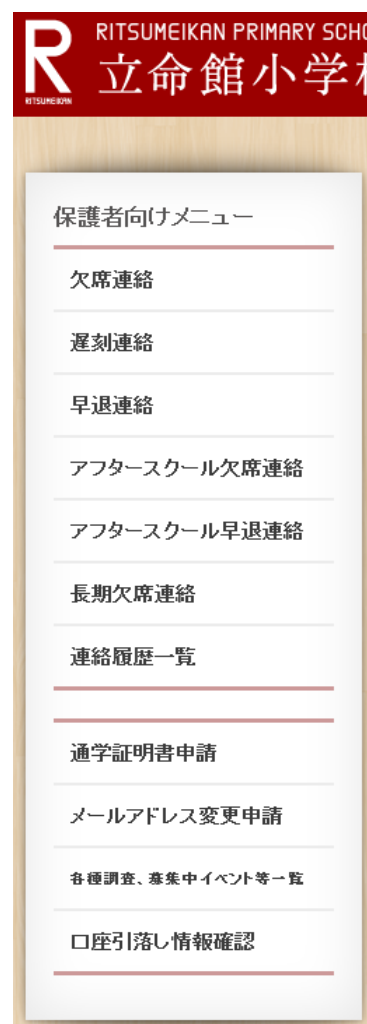 RITSUMEIKAN PRIMARY SCHO
R
RITSUMEIKAN
立命館小学校
保護者向けメニュー
欠席連絡
遅刻連絡
早退連絡
アフタースクール欠席連絡
アフタースクール早退連絡
長期欠席連絡
連絡履歴一覧
通学証明書申請
メールアドレス変更申請
各種調査、募集中イベント等一覧
口座引落し情報確認